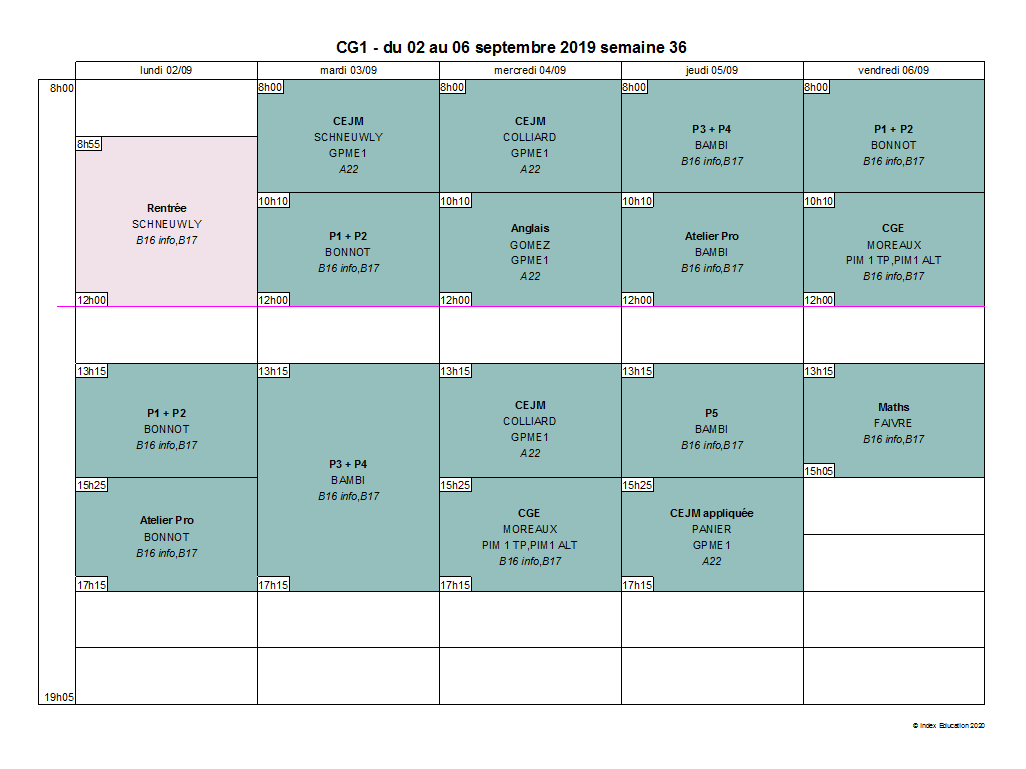 CG1 - du 02 au 06 septembre 2019 semaine 36
lundi 02/09
mardi 03/09
mercredi 04/09
jeudi 05/09
vendredi 06/09
8h00
8h55
Rentrée
SCHNEUWLY
B16 info,B17
12h00
13h15
P1 + P2
BONNOT
B16 info,B17
15h25
Atelier Pro
BONNOT
B16 info,B17
17h15
8h00
CEJM
SCHNEUWLY
GPME1
A22
10h10
P1 + P2
BONNOT
B16 info,B17
12h00
13h15
P3 + P4
BAMBI
B16 info,B17
17h15
8h00
CEJM
COLLIARD
GPME1
A22
10h10
Anglais
GOMEZ
GPME1
A22
12h00
13h15
CEJM
COLLIARD
GPME1
A22
15h25
CGE
MOREAUX
PIM 1 TP,PIM1 ALT
B16 info,B17
17h15
8h00
P3 + P4
BAMBI
B16 info,B17
10h10
Atelier Pro
BAMBI
B16 info,B17
12h00
13h15
P5
BAMBI
B16 info,B17
15h25
CEJM appliquée
PANIER
GPME1
A22
17h15
8h00
P1 + P2
BONNOT
B16 info,B17
10h10
CGE
MOREAUX
PIM 1 TP,PIM1 ALT
B16 info,B17
12h00
13h15
Maths
FAIVRE
B16 info,B17
15h05
19h05
© Index Education 2020